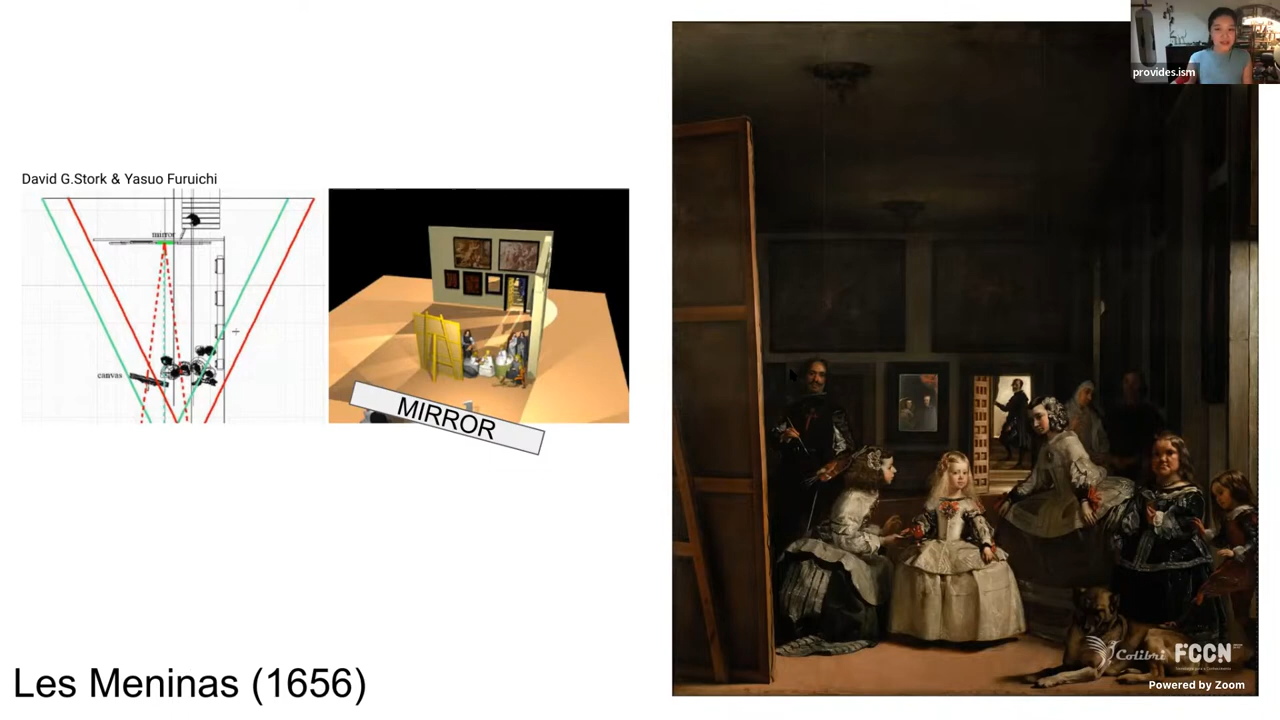 provides.ism
David G.Stork & Yasuo Furuichi
mirror
canvas
MIRROR
Les Meninas (1656)
Colibri FCCN
Powered by Zoom